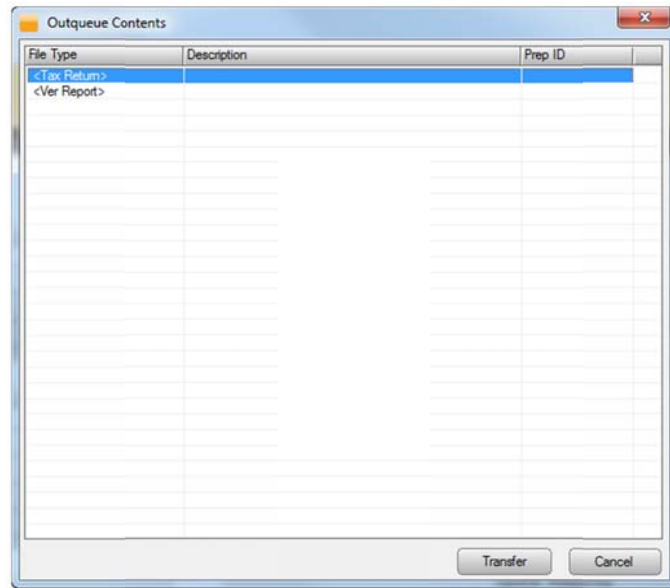 Outqueue Contents
File Type Description Prep ID
<Tax Return>
<Ver Report>
Transfer Cancel